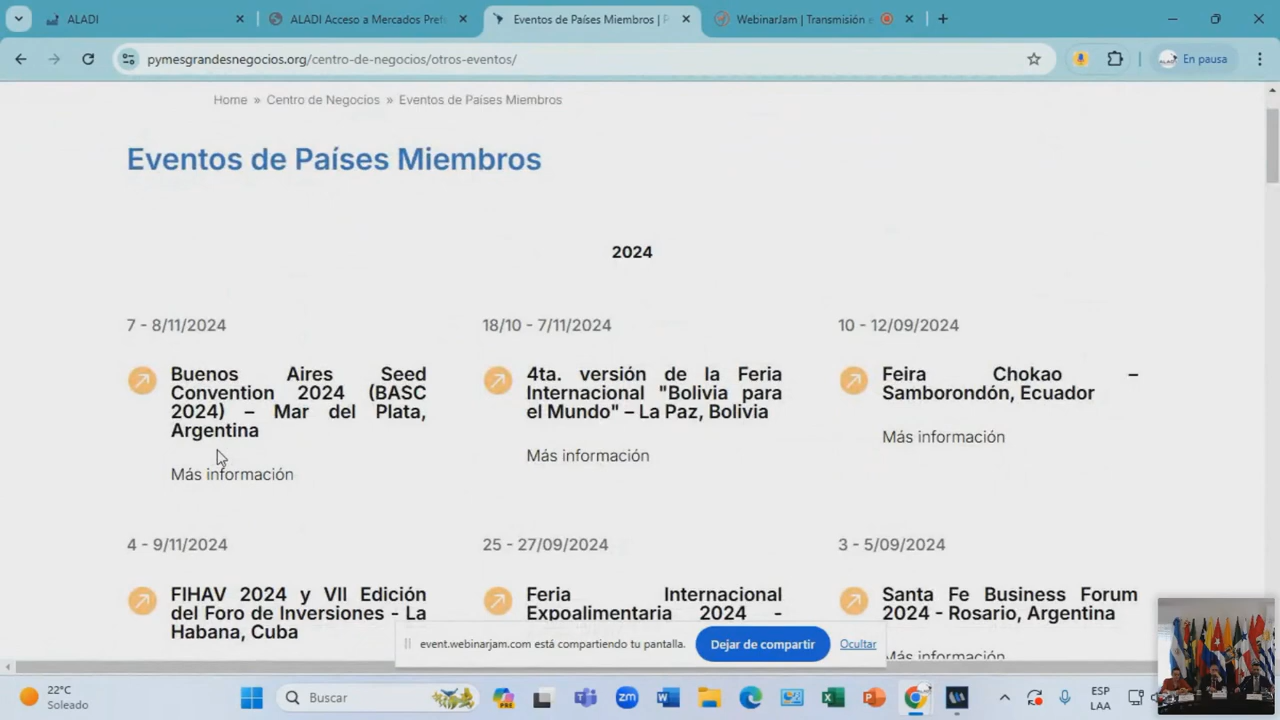 ALADI
ALADI Acceso a Mercados Pref
Eventos de Países Miembros | P
WebinarJam | Transmisión e
pymesgrandesnegocios.org/centro-de-negocios/otros-eventos/
En pausa
Home » Centro de Negocios » Eventos de Países Miembros
Eventos de Países Miembros
2024
7 - 8/11/2024
Buenos Aires Seed
Convention 2024 (BASC
2024) – Mar del Plata,
Argentina
Más información
18/10 - 7/11/2024
4ta. versión de la Feria
Internacional "Bolivia para
el Mundo" – La Paz, Bolivia
Más información
10 - 12/09/2024
Feira Chokao –
Samborondón, Ecuador
Más información
4 - 9/11/2024
FIHAV 2024 y VII Edición
del Foro de Inversiones - La
Habana, Cuba
25 - 27/09/2024
Feria Internacional
Expoalimentaria 2024 -
3 - 5/09/2024
Santa Fe Business Forum
2024 - Rosario, Argentina
Más información
event.webinarjam.com está compartiendo tu pantalla.
Dejar de compartir
Ocultar
22°C
Soleado
Buscar
PRE
zm
ESP
LAA